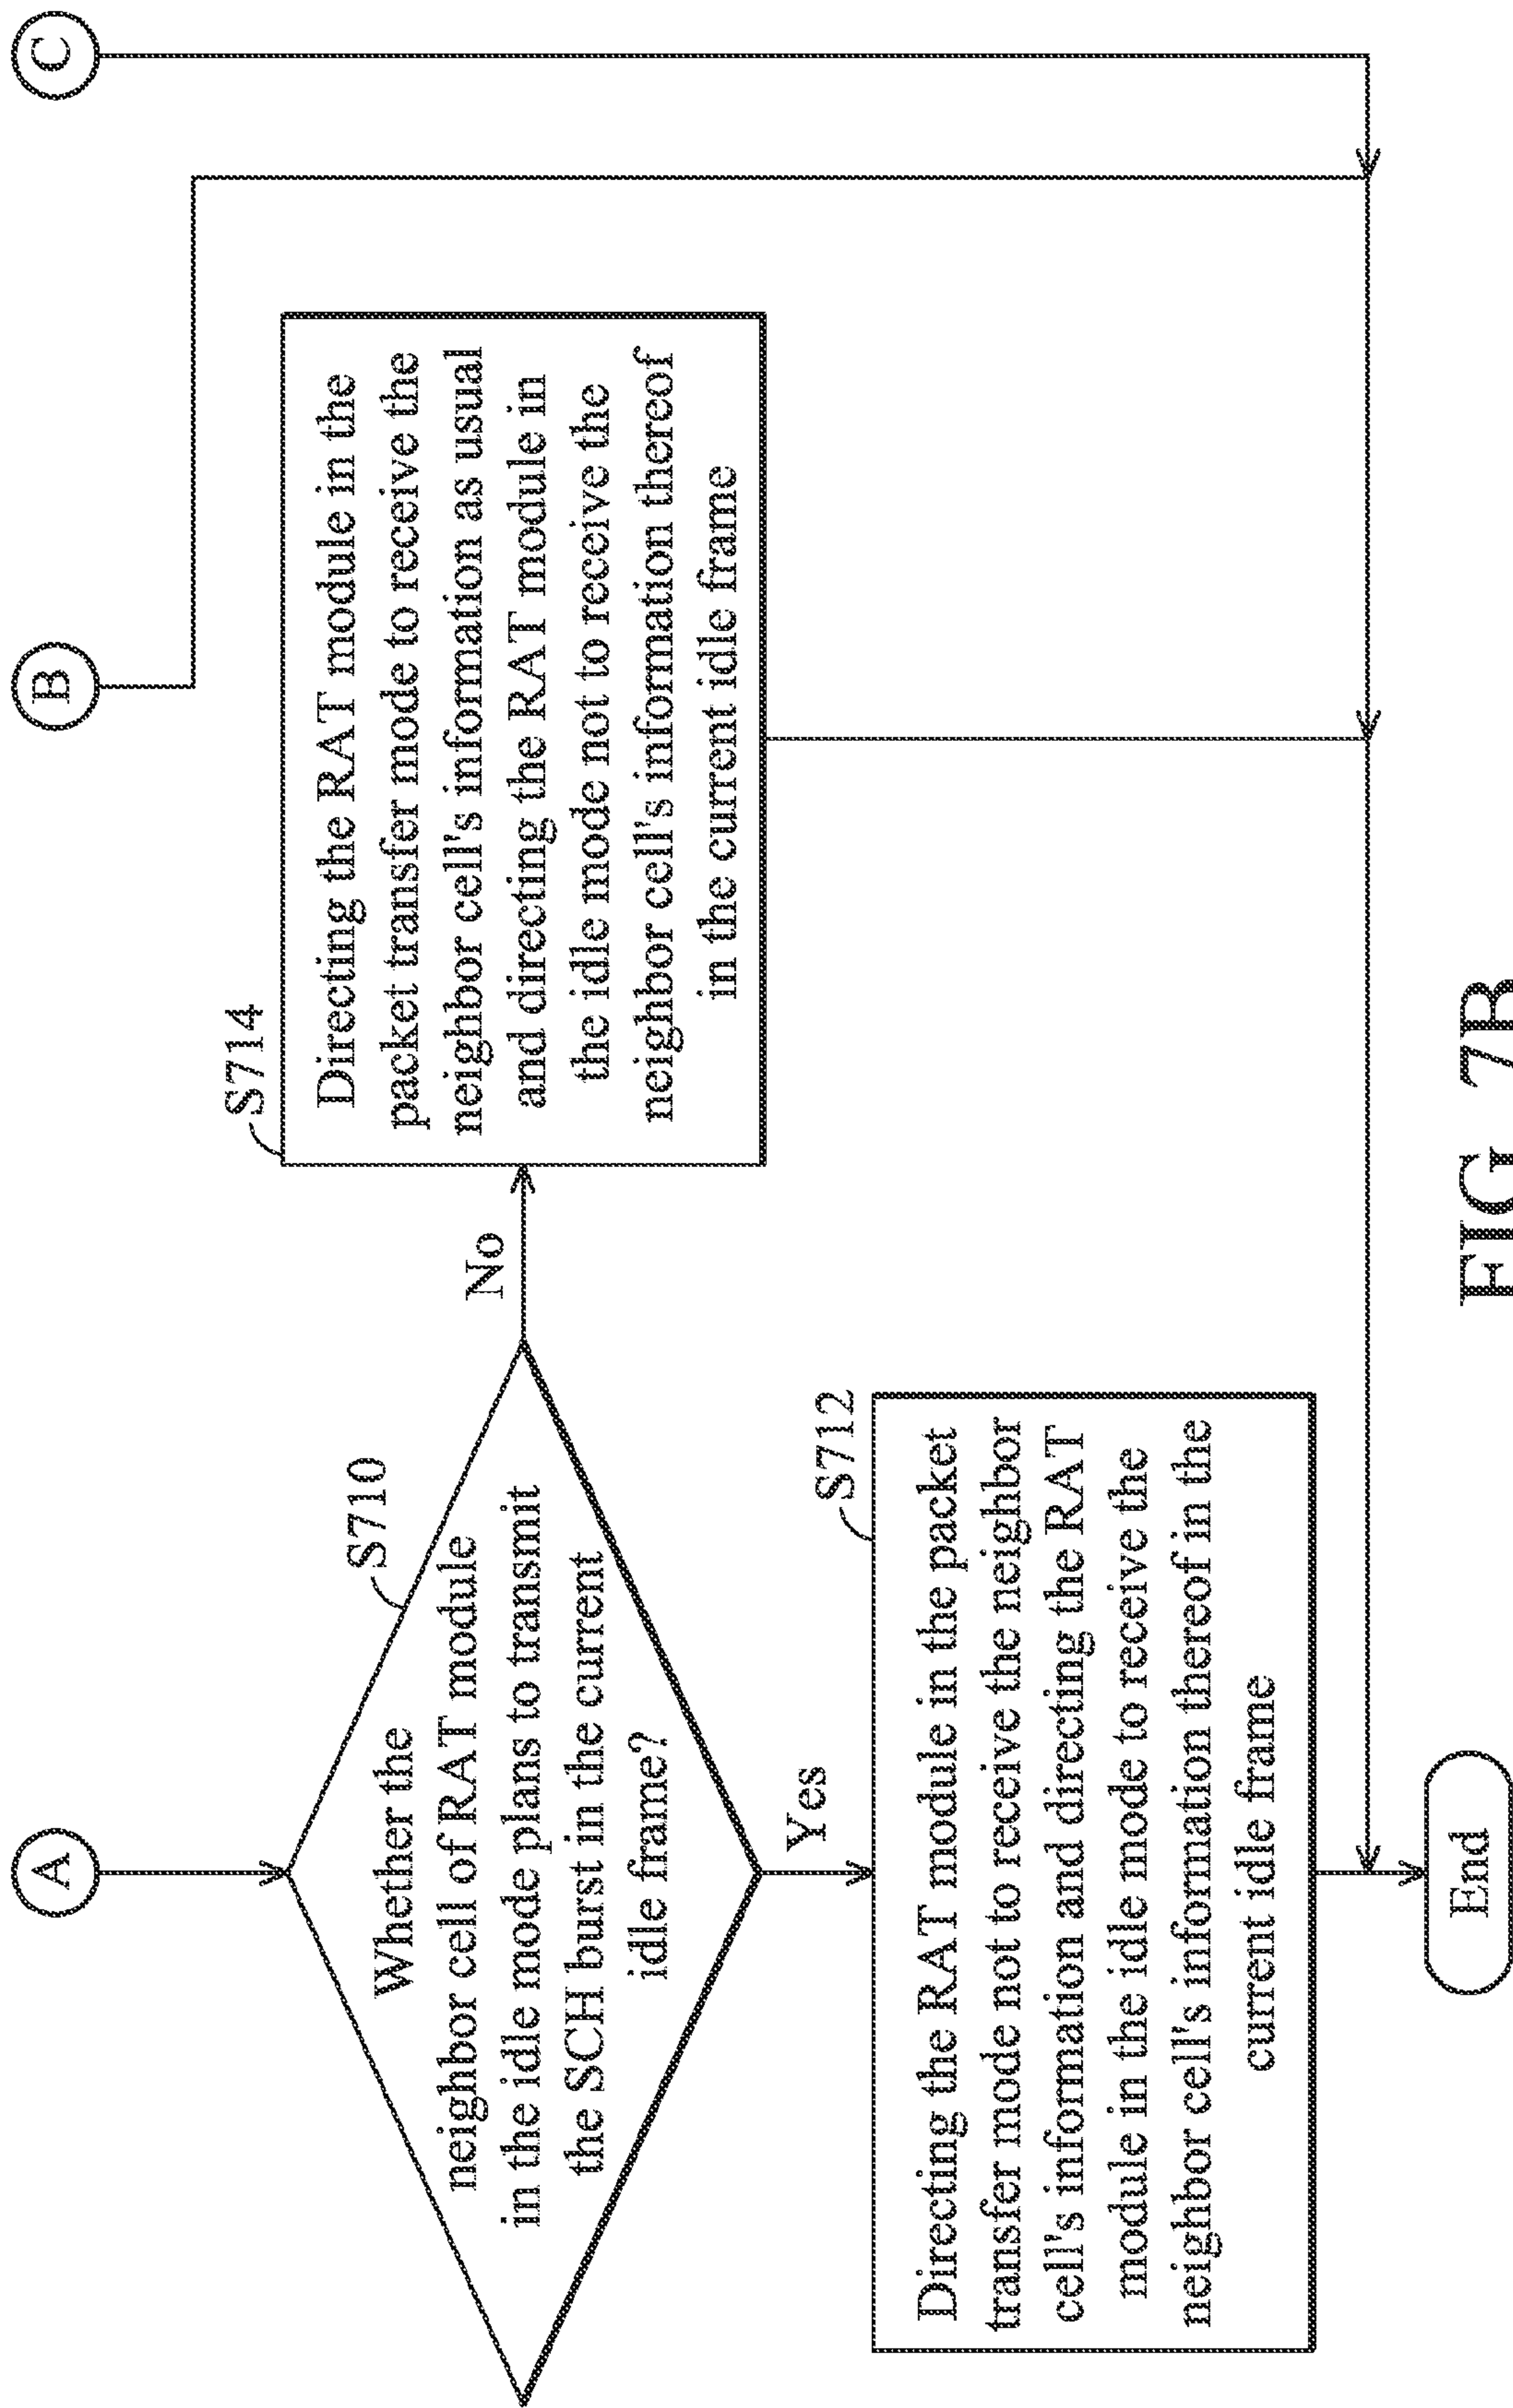 A
B
C
S710
Whether the
neighbor cell of RAT module
in the idle mode plans to transmit
the SCH burst in the current
idle frame?
No
S714
Directing the RAT module in the
packet transfer mode to receive the
neighbor cell's information as usual
and directing the RAT module in
the idle mode not to receive the
neighbor cell's information thereof
in the current idle frame
Yes
S712
Directing the RAT module in the packet
transfer mode not to receive the neighbor
cell's information and directing the RAT
module in the idle mode to receive the
neighbor cell's information thereof in the
current idle frame
End
FIG. 7B